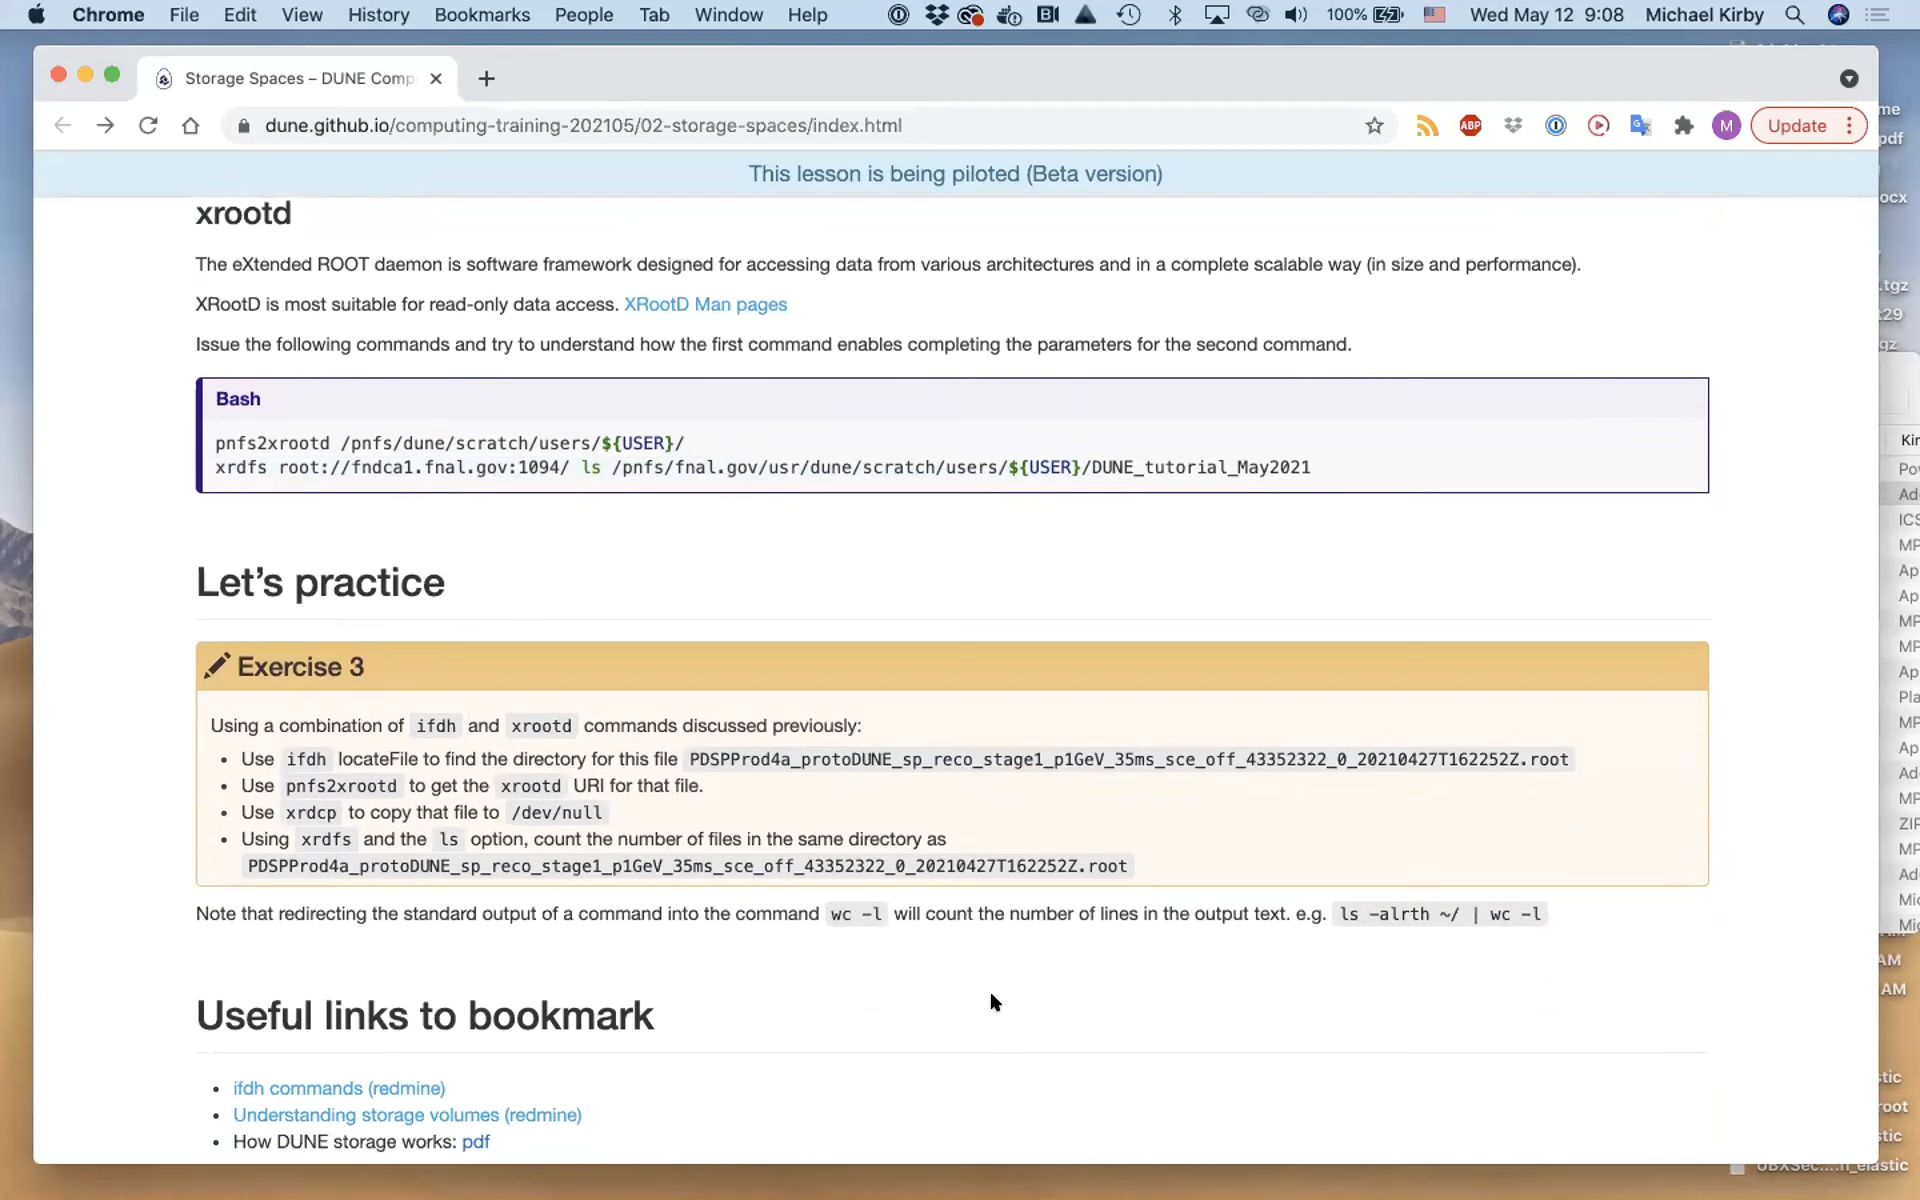 Chrome File Edit View History Bookmarks People Tab Window Help 100% Wed May 12 9:08 Michael Kirby
Storage Spaces – DUNE Comp
dune.github.io/computing-training-202105/02-storage-spaces/index.html ABP M Update
This lesson is being piloted (Beta version)
xrootd
The eXtended ROOT daemon is software framework designed for accessing data from various architectures and in a complete scalable way (in size and performance).
XRootD is most suitable for read-only data access. XRootD Man pages
Issue the following commands and try to understand how the first command enables completing the parameters for the second command.
Bash
pnfs2xrootd /pnfs/dune/scratch/users/${USER}/
xrdfs root://fndca1.fnal.gov:1094/ ls /pnfs/fnal.gov/usr/dune/scratch/users/${USER}/DUNE_tutorial_May2021
Let's practice
Exercise 3
Using a combination of ifdh and xrootd commands discussed previously:
• Use ifdh locateFile to find the directory for this file PDSPProd4a_protoDUNE_sp_reco_stage1_p1GeV_35ms_sce_off_43352322_0_20210427T162252Z.root
• Use pnfs2xrootd to get the xrootd URI for that file.
• Use xrdcp to copy that file to /dev/null
• Using xrdfs and the ls option, count the number of files in the same directory as
PDSPProd4a_protoDUNE_sp_reco_stage1_p1GeV_35ms_sce_off_43352322_0_20210427T162252Z.root
Note that redirecting the standard output of a command into the command wc -l will count the number of lines in the output text. e.g. ls -alrth ~/ | wc -l
Useful links to bookmark
• ifdh commands (redmine)
• Understanding storage volumes (redmine)
• How DUNE storage works: pdf